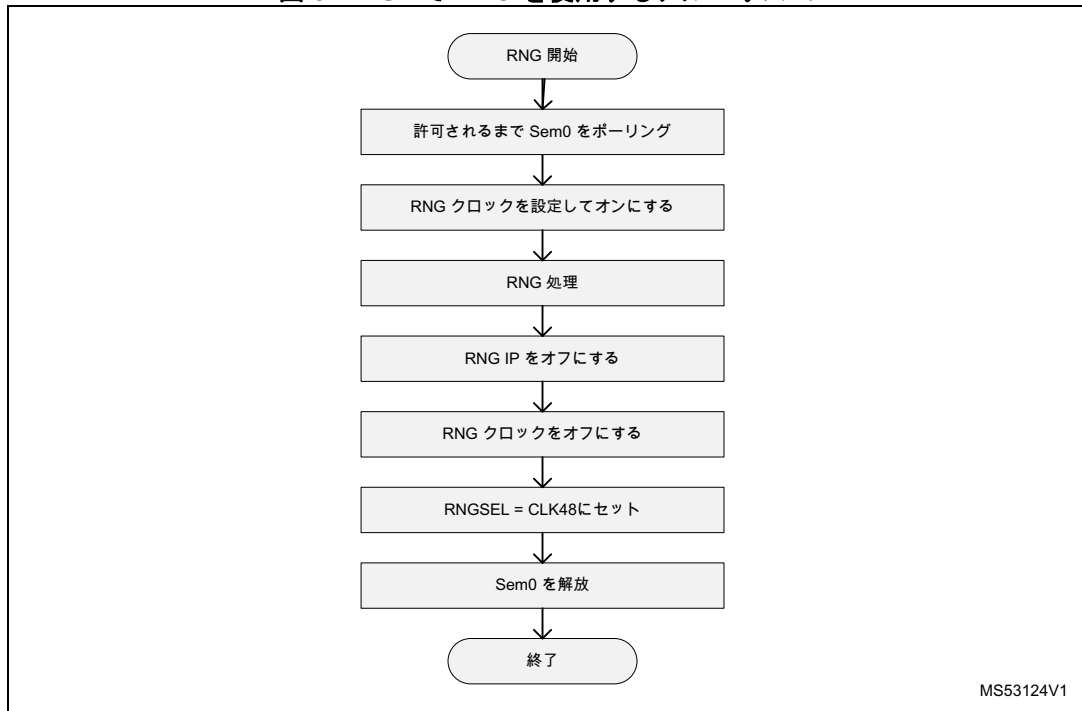 RNG 開始
許可されるまで Sem0 をポーリング
RNG クロックを設定してオンにする
RNG 処理
RNG IP をオフにする
RNG クロックをオフにする
RNGSEL = CLK48にセット
Sem0 を解放
終了
MS53124V1